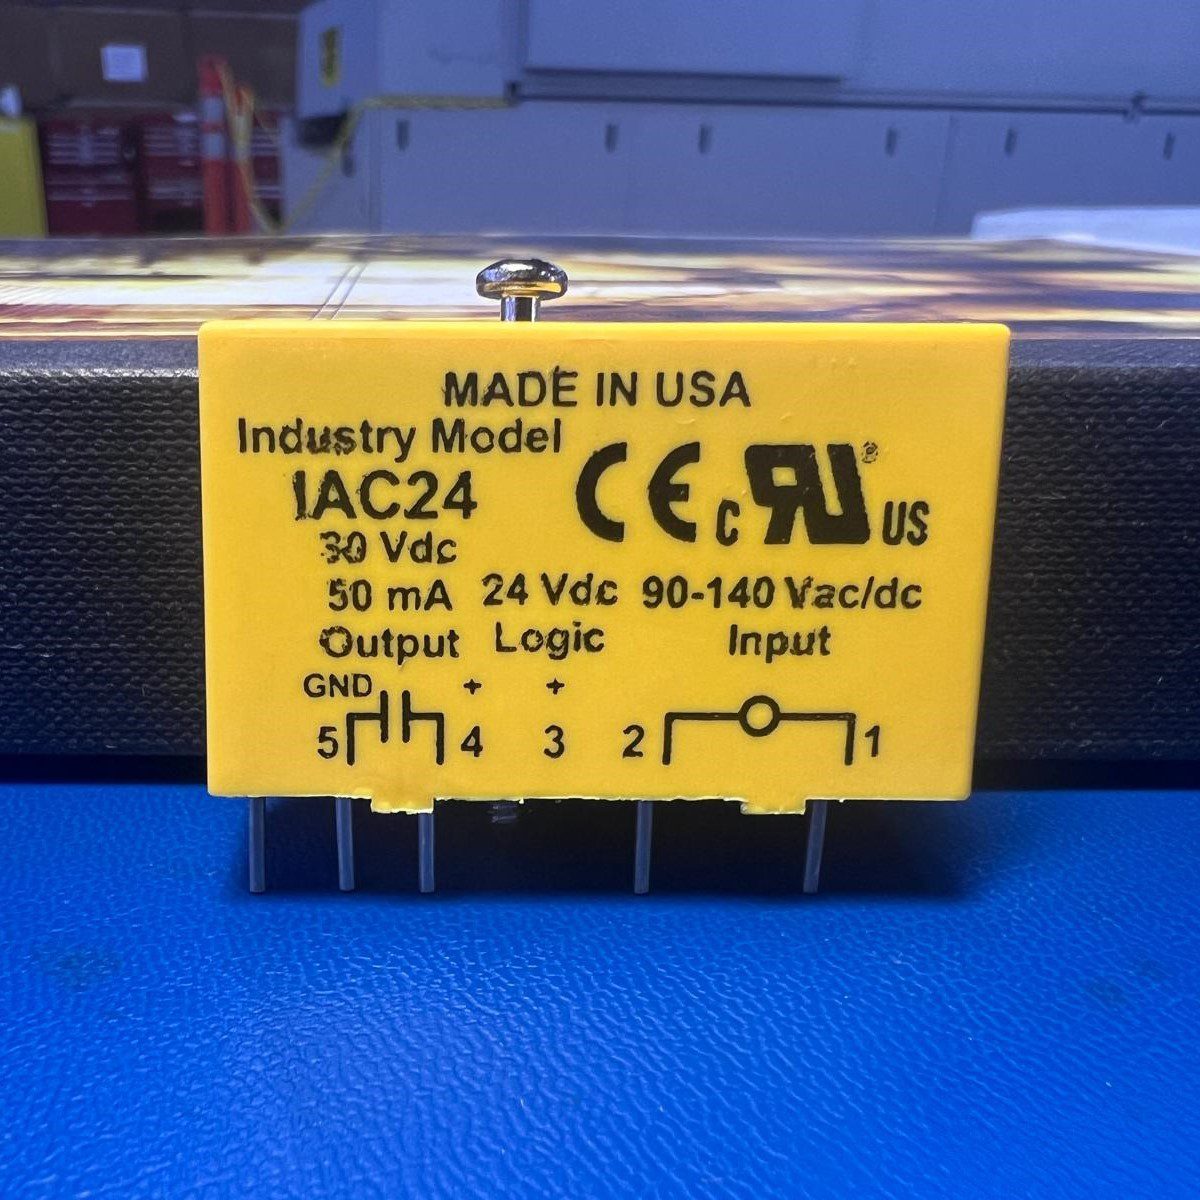 MADE IN USA
Industry Model
IAC24
CE c RU ® US
30 Vdc
50 mA 24 Vdc 90-140 Vac/dc
Output Logic Input
GND + +
5 4 3 2 1